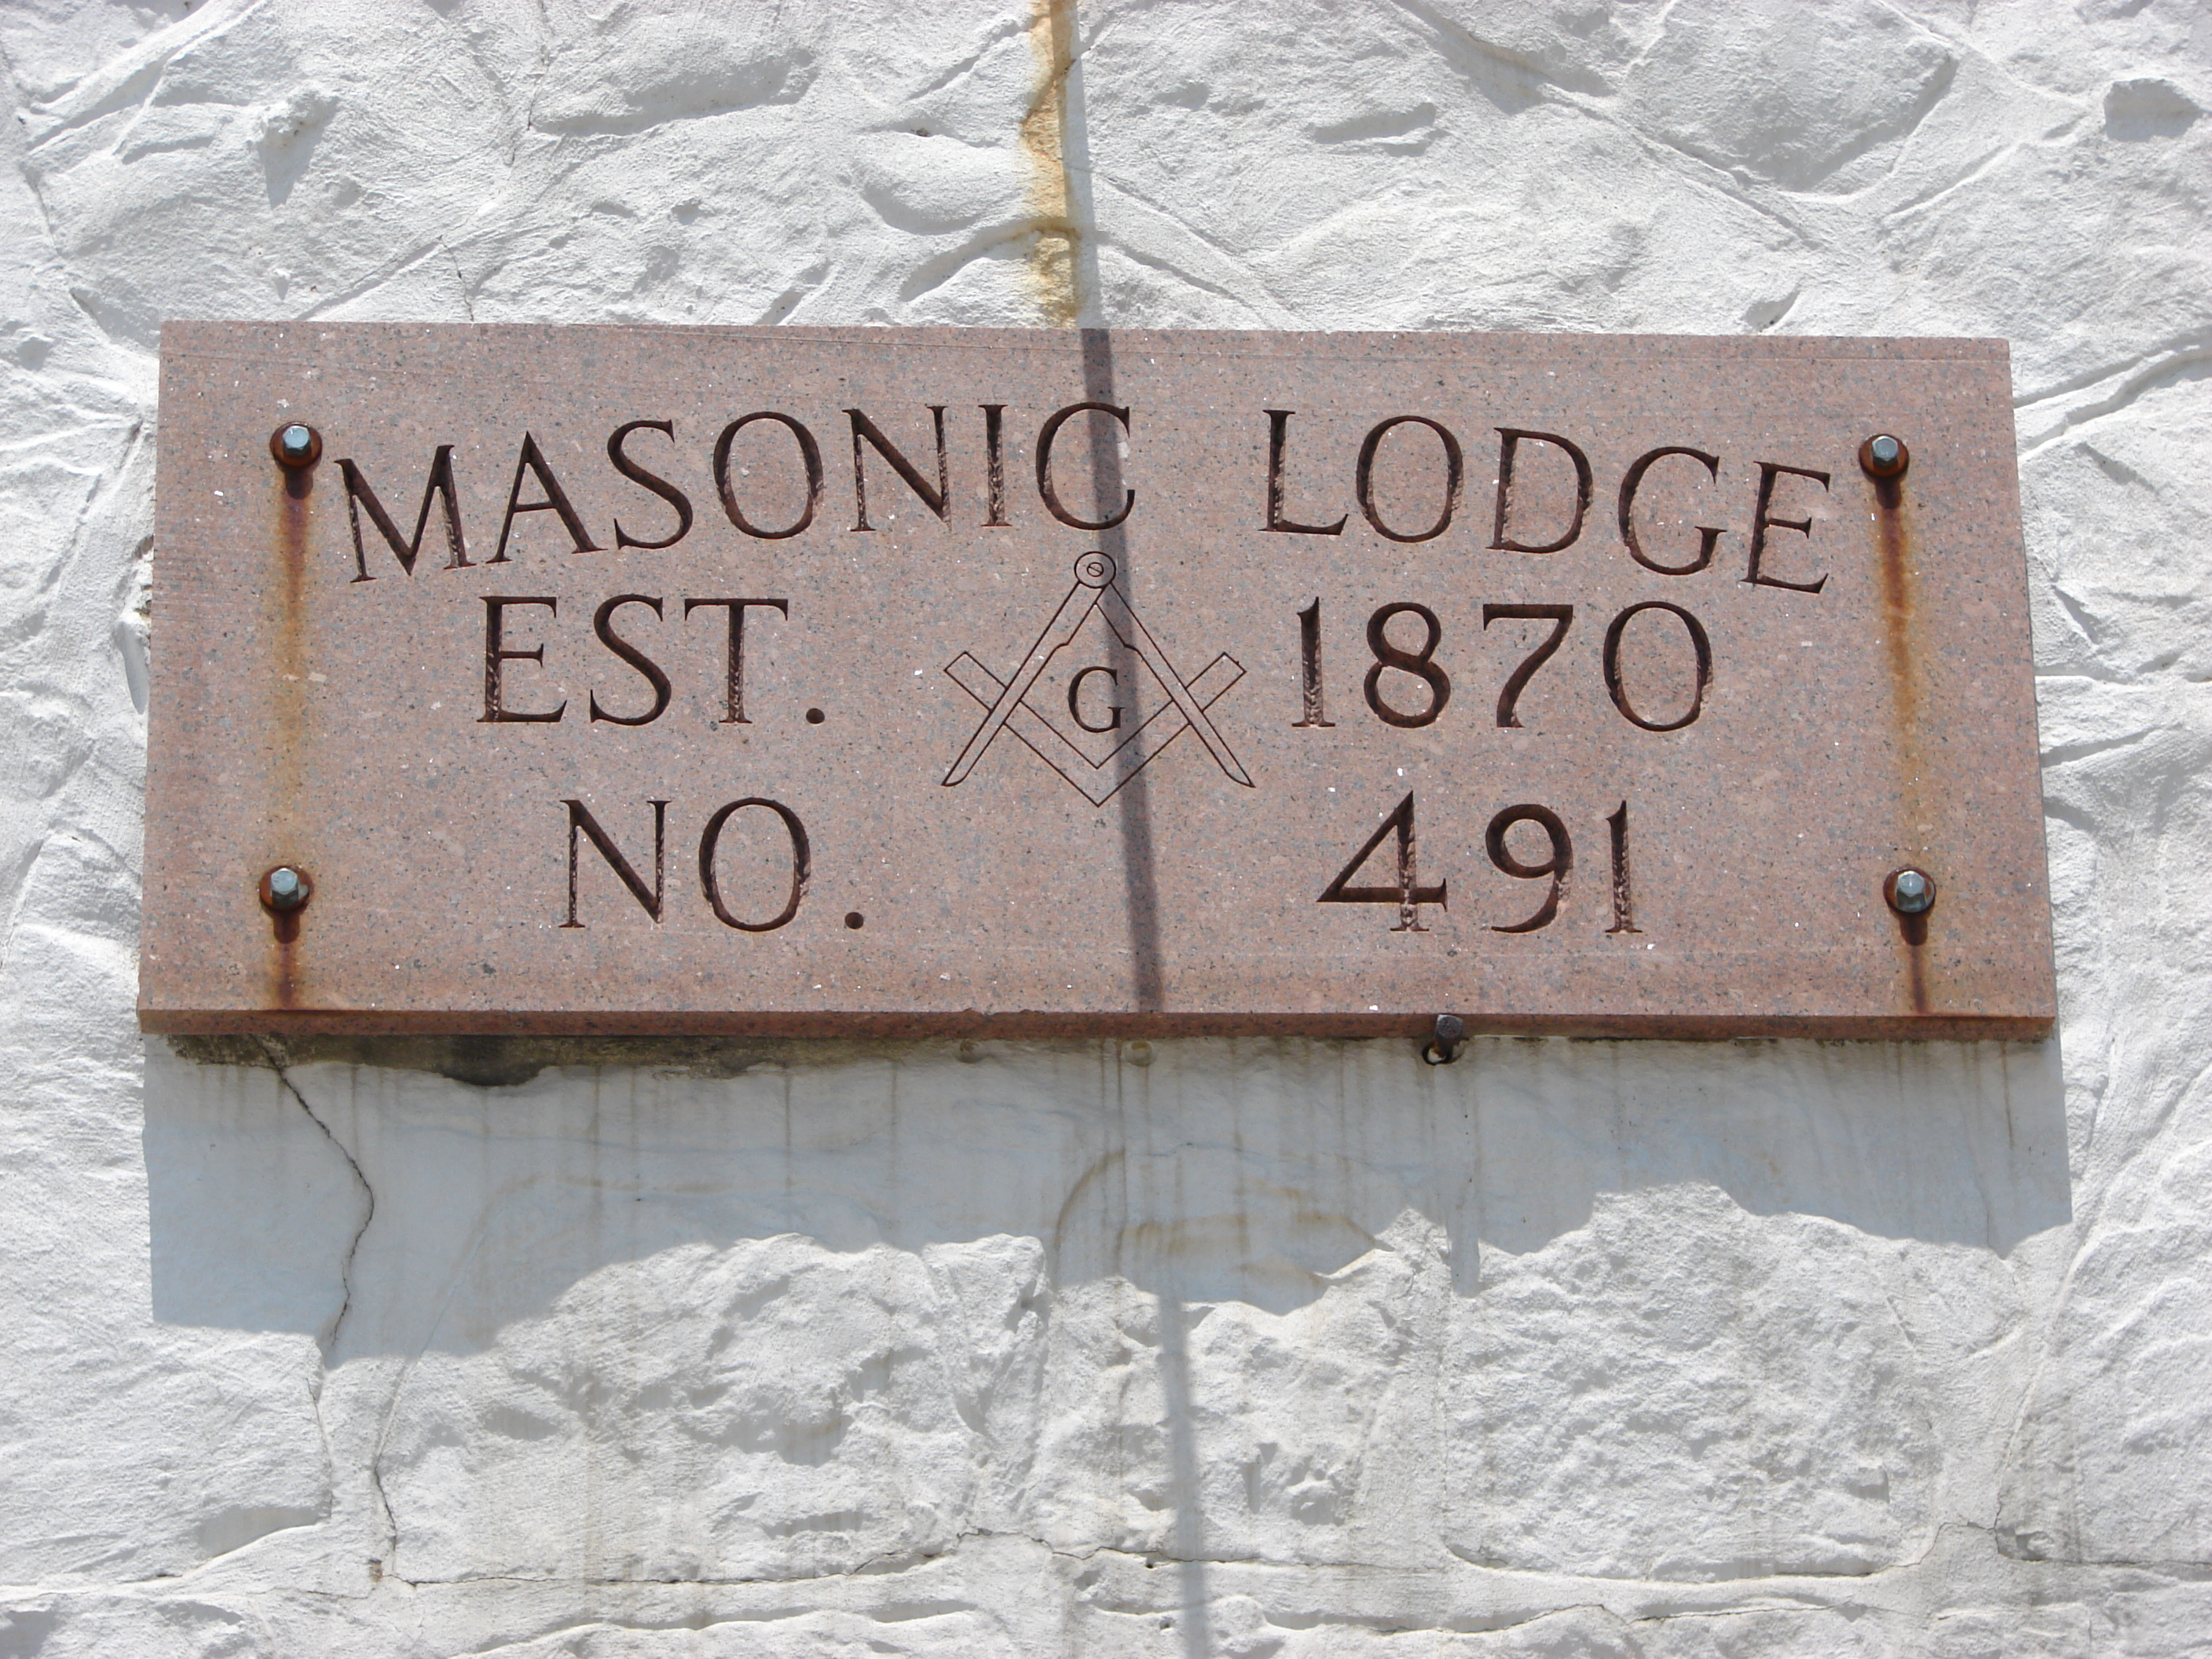 MASONIC LODGE
EST. G 1870
NO. 491